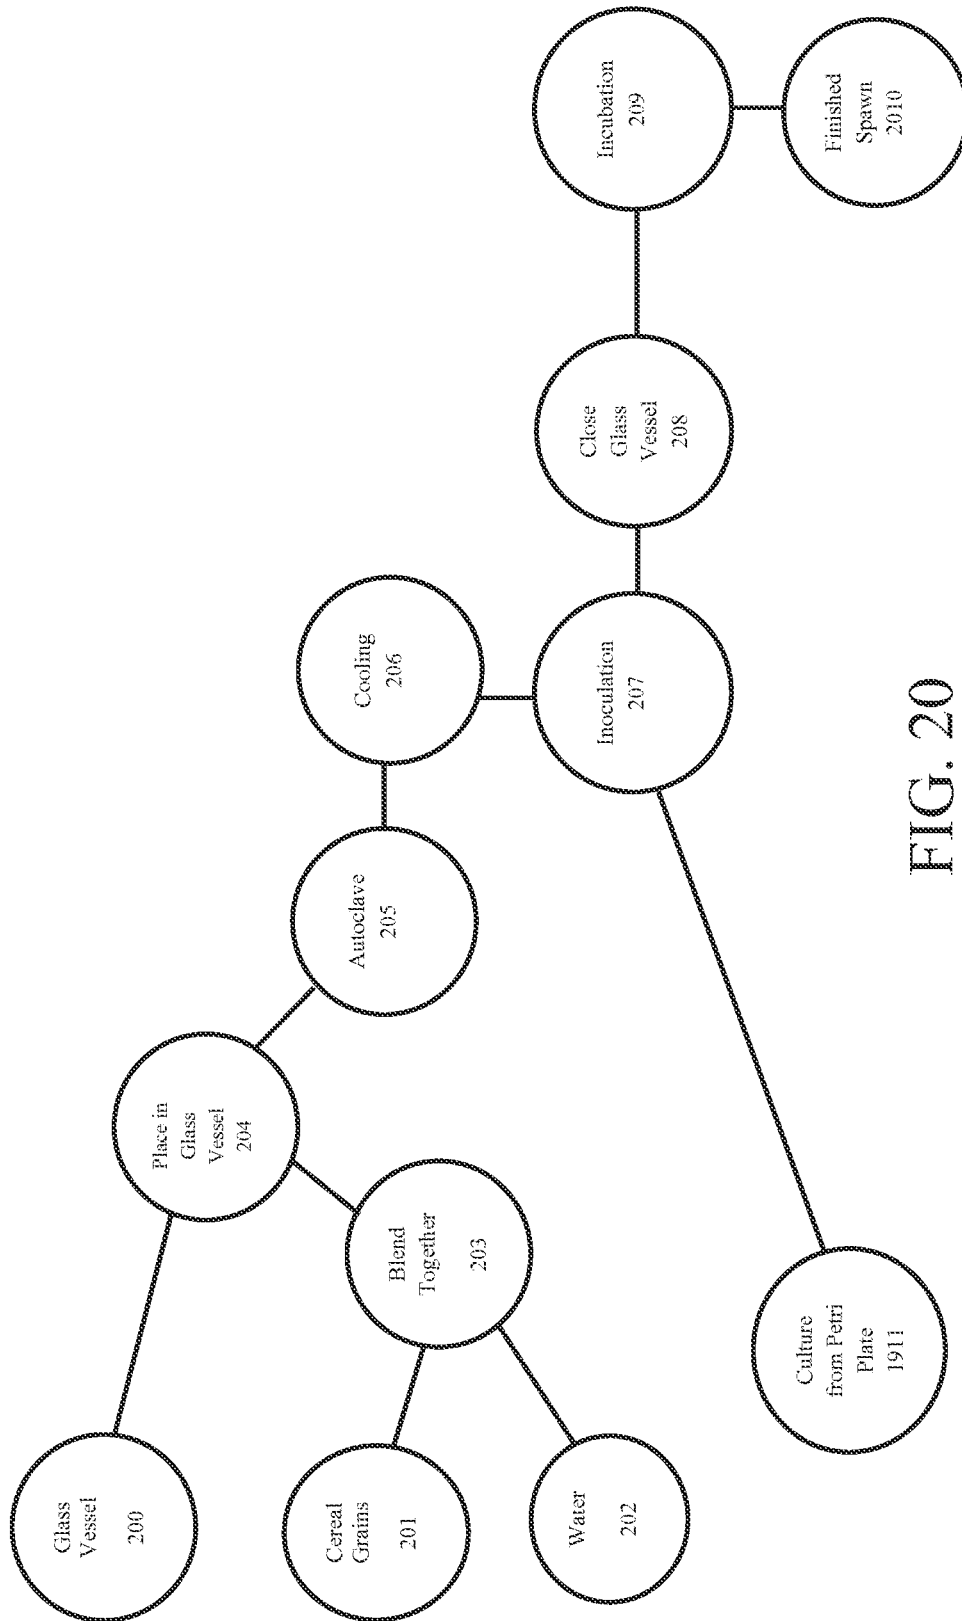 Glass
Vessel
200
Cereal
Grains
201
Water
202
Blend
Together
203
Place in
Glass
Vessel
204
Autoclave
205
Cooling
206
Culture
from Petri
Plate
1911
Inoculation
207
Close
Glass
Vessel
208
Incubation
209
Finished
Spawn
2010
FIG. 20